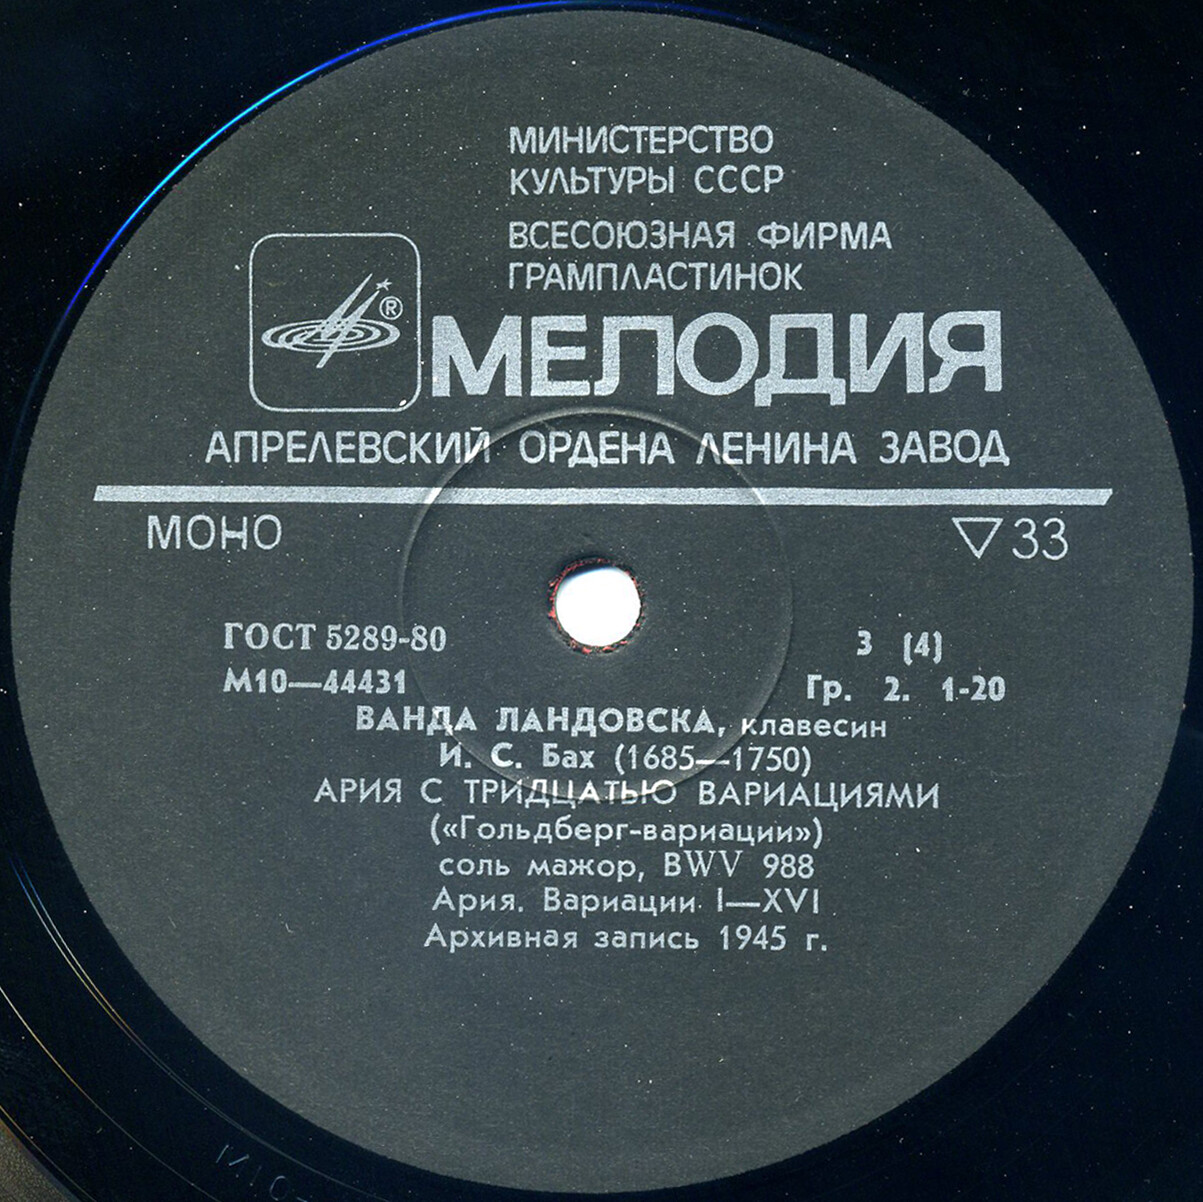 МИНИСТЕРСТВО
КУЛЬТУРЫ СССР
ВСЕСОЮЗНАЯ ФИРМА
ГРАМПЛАСТИНОК
®
МЕЛОДИЯ
АПРЕЛЕВСКИЙ ОРДЕНА ЛЕНИНА ЗАВОД
МОНО ▽33
ГОСТ 5289-80 3 (4)
М10—44431 Гр. 2. 1-20
ВАНДА ЛАНДОВСКА, клавесин
И. С. Бах (1685—1750)
АРИЯ С ТРИДЦАТЬЮ ВАРИАЦИЯМИ
(«Гольдберг-вариации»)
соль мажор, BWV 988
Ария. Вариации I—XVI
Архивная запись 1945 г.